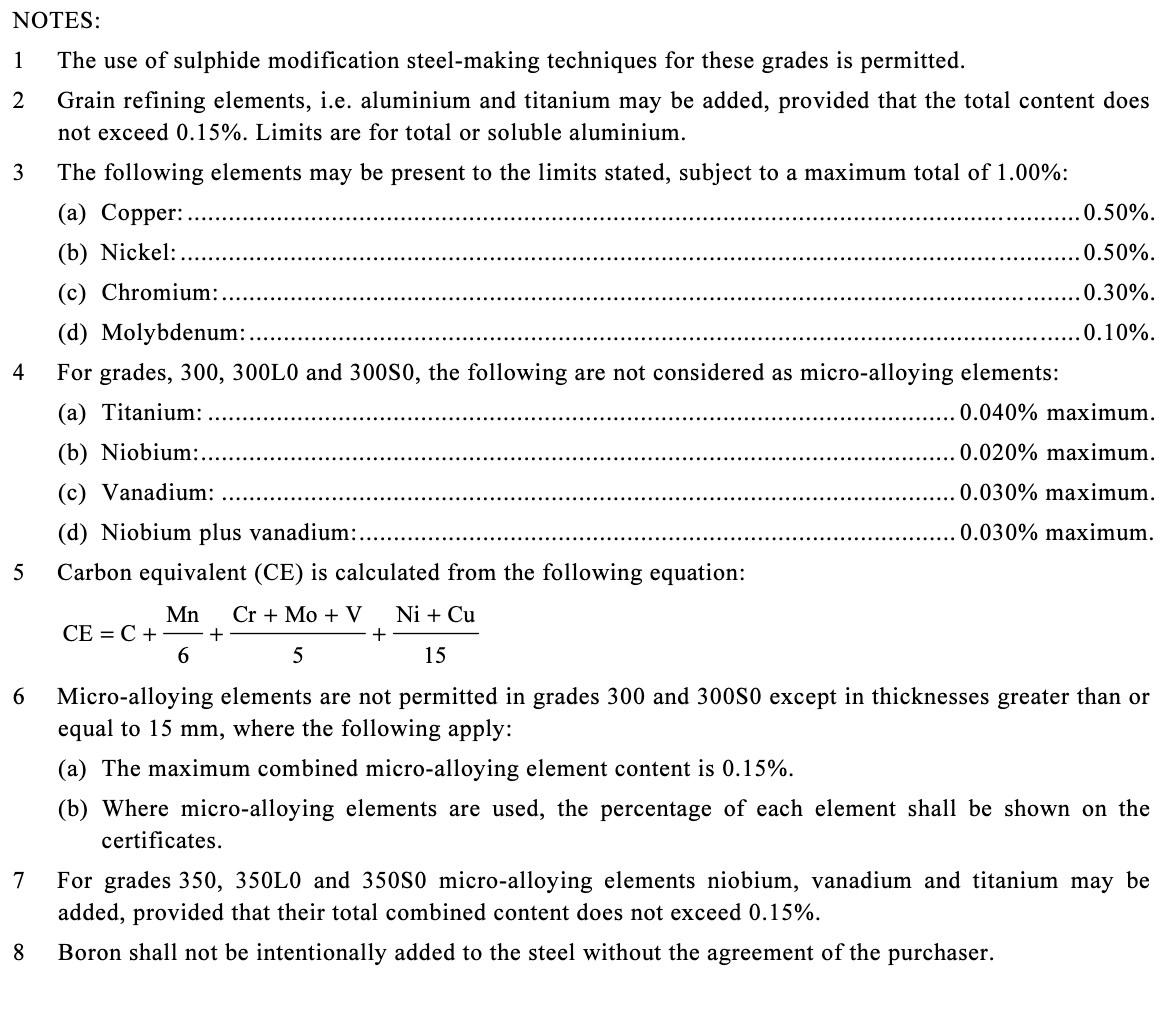 NOTES:
1 The use of sulphide modification steel-making techniques for these grades is permitted.
2 Grain refining elements, i.e. aluminium and titanium may be added, provided that the total content does
not exceed 0.15%. Limits are for total or soluble aluminium.
3 The following elements may be present to the limits stated, subject to a maximum total of 1.00%:
(a) Copper: ........................................ 0.50%.
(b) Nickel: ........................................ 0.50%.
(c) Chromium: ........................................ 0.30%.
(d) Molybdenum: ........................................ 0.10%.
4 For grades, 300, 300L0 and 300S0, the following are not considered as micro-alloying elements:
(a) Titanium: ........................................ 0.040% maximum.
(b) Niobium: ........................................ 0.020% maximum.
(c) Vanadium: ........................................ 0.030% maximum.
(d) Niobium plus vanadium: ........................................ 0.030% maximum.
5 Carbon equivalent (CE) is calculated from the following equation:
CE = C + Mn/6 + (Cr + Mo + V)/5 + (Ni + Cu)/15
6 Micro-alloying elements are not permitted in grades 300 and 300S0 except in thicknesses greater than or
equal to 15 mm, where the following apply:
(a) The maximum combined micro-alloying element content is 0.15%.
(b) Where micro-alloying elements are used, the percentage of each element shall be shown on the
certificates.
7 For grades 350, 350L0 and 350S0 micro-alloying elements niobium, vanadium and titanium may be
added, provided that their total combined content does not exceed 0.15%.
8 Boron shall not be intentionally added to the steel without the agreement of the purchaser.